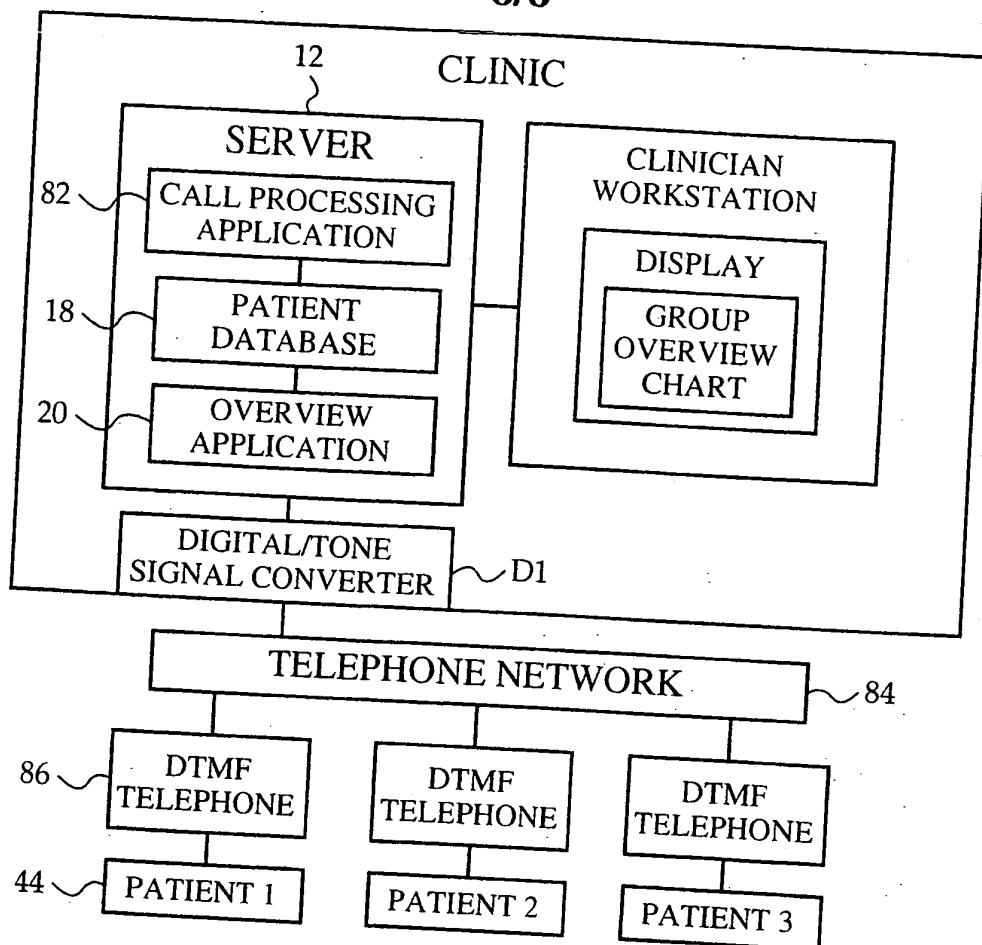 CLINIC
12
SERVER
82
CALL PROCESSING
APPLICATION
18
PATIENT
DATABASE
20
OVERVIEW
APPLICATION
CLINICIAN
WORKSTATION
DISPLAY
GROUP
OVERVIEW
CHART
DIGITAL/TONE
SIGNAL CONVERTER
D1
TELEPHONE NETWORK
84
86
DTMF
TELEPHONE
DTMF
TELEPHONE
DTMF
TELEPHONE
44
PATIENT 1
PATIENT 2
PATIENT 3